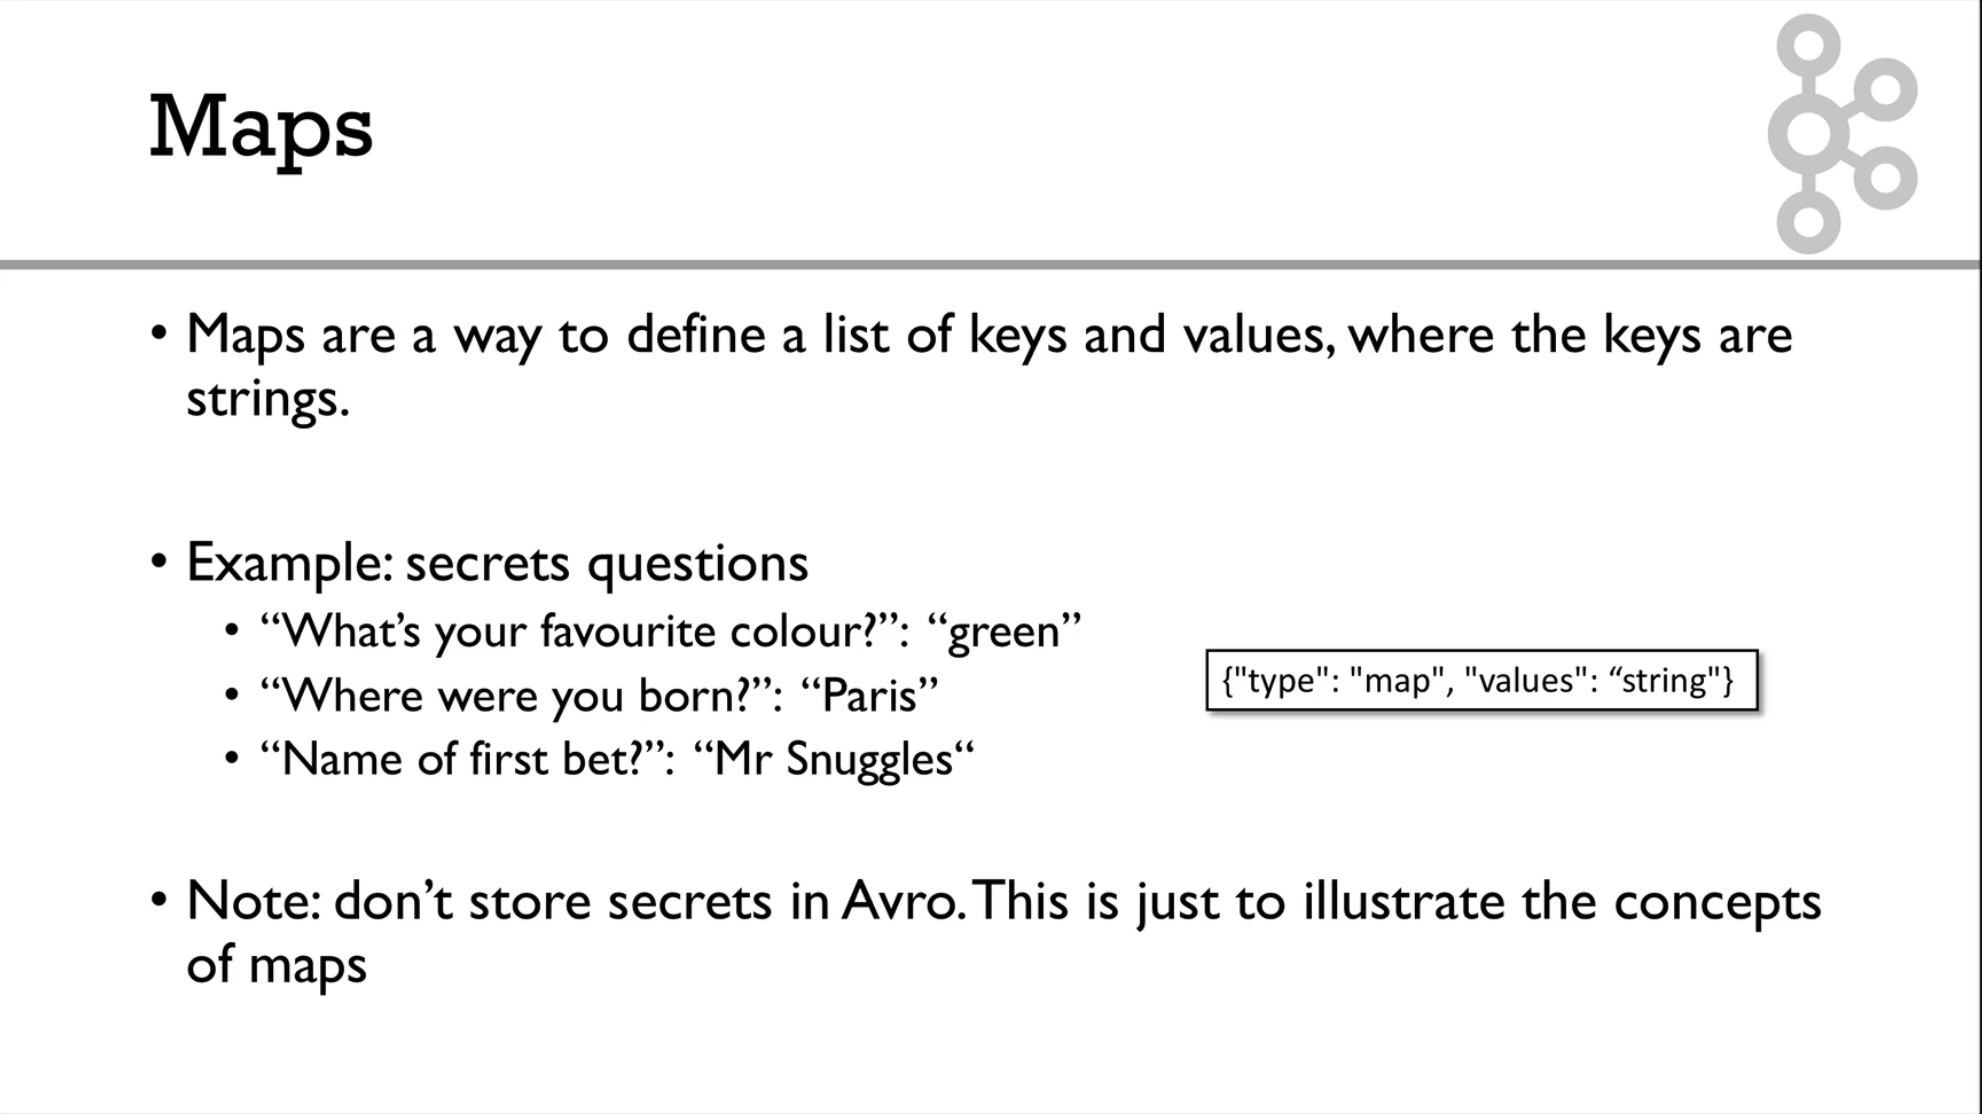 Maps
• Maps are a way to define a list of keys and values, where the keys are
strings.
• Example: secrets questions
• “What’s your favourite colour?”: “green”
• “Where were you born?”: “Paris”
• “Name of first bet?”: “Mr Snuggles“
{"type": "map", "values": “string"}
• Note: don’t store secrets in Avro. This is just to illustrate the concepts
of maps